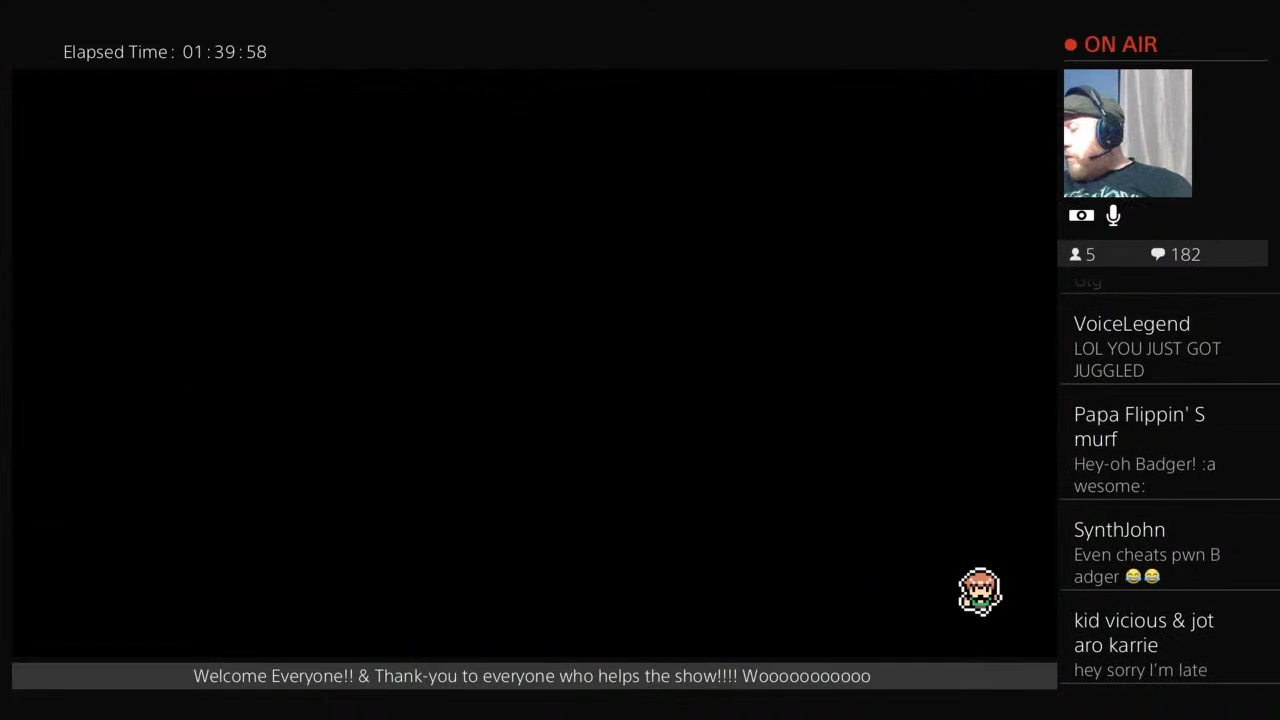 Elapsed Time: 01:39:58
ON AIR
5
182
VoiceLegend
LOL YOU JUST GOT
JUGGLED
Papa Flippin' S
murf
Hey-oh Badger! :a
wesome:
SynthJohn
Even cheats pwn B
adger 😂😂
kid vicious & jot
aro karrie
hey sorry I'm late
Welcome Everyone!! & Thank-you to everyone who helps the show!!!! Wooooooooooo